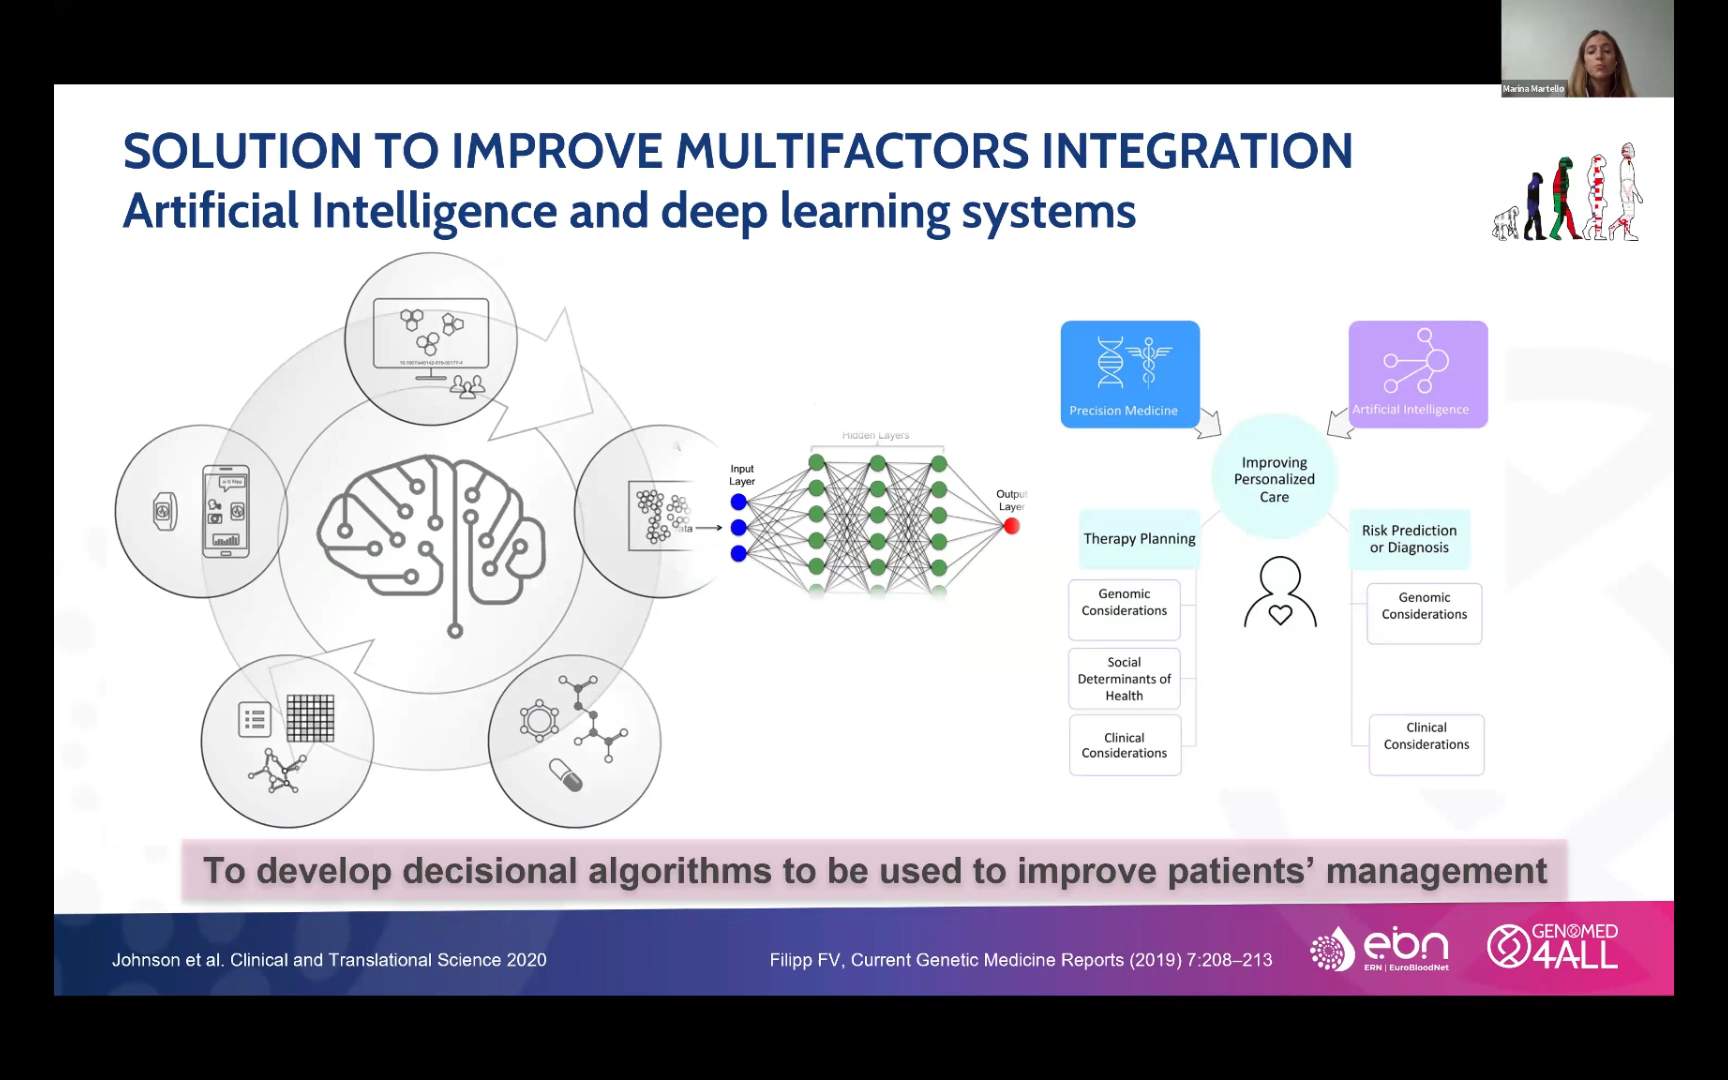 Marina Martello
SOLUTION TO IMPROVE MULTIFACTORS INTEGRATION
Artificial Intelligence and deep learning systems
Hidden Layers
Input
Layer
ata
Output
Layer
Precision Medicine
Artificial Intelligence
Improving
Personalized
Care
Therapy Planning
Risk Prediction
or Diagnosis
Genomic
Considerations
Genomic
Considerations
Social
Determinants of
Health
Clinical
Considerations
Clinical
Considerations
To develop decisional algorithms to be used to improve patients’ management
Johnson et al. Clinical and Translational Science 2020
Filipp FV, Current Genetic Medicine Reports (2019) 7:208–213
ebn
ERN | EuroBloodNet
GENOMED
4ALL